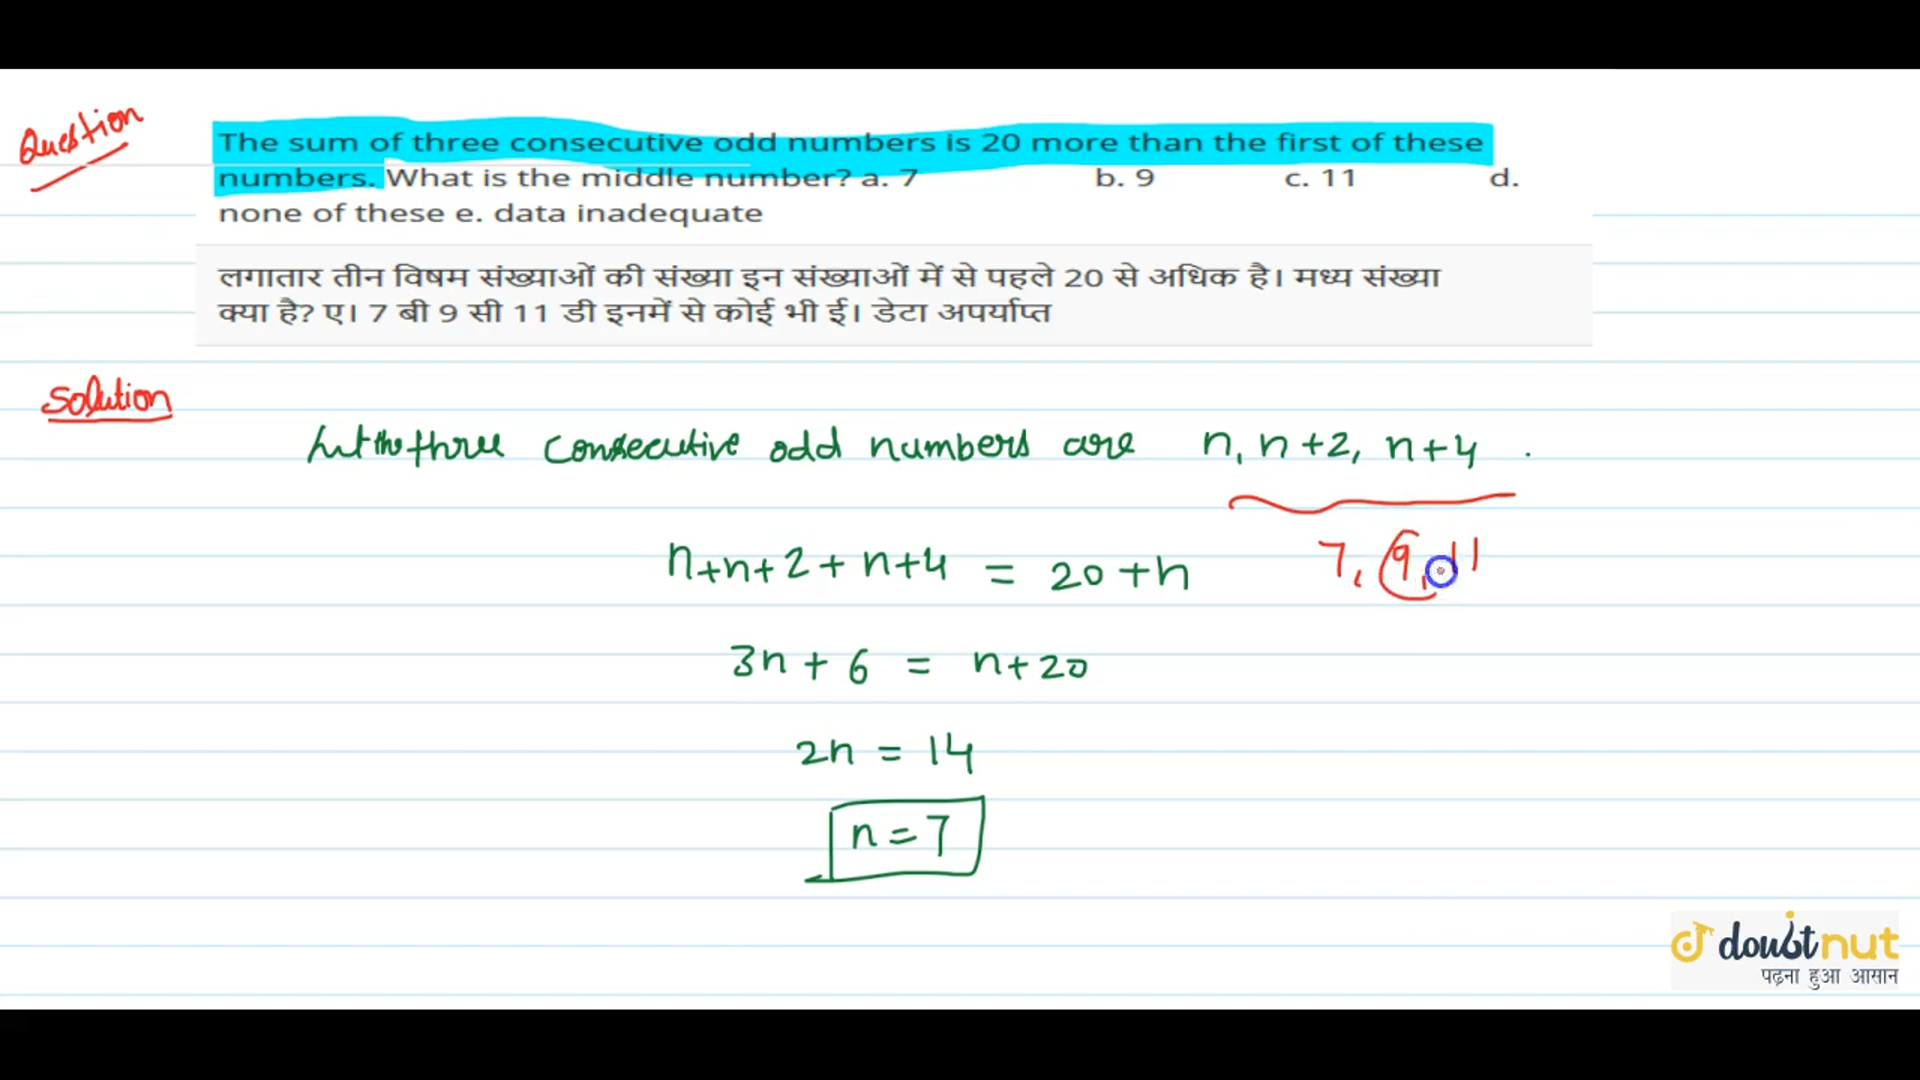 Question
The sum of three consecutive odd numbers is 20 more than the first of these
numbers. What is the middle number? a. 7 b. 9 c. 11 d.
none of these e. data inadequate
लगातार तीन विषम संख्याओं की संख्या इन संख्याओं में से पहले 20 से अधिक है। मध्य संख्या
क्या है? ए। 7 बी 9 सी 11 डी इनमें से कोई भी ई। डेटा अपर्याप्त
Solution
Let the three consecutive odd numbers are n, n+2, n+4 .
n+n+2+n+4 = 20+n 7, 9, 11
3n+6 = n+20
2n = 14
n=7
doubtnut
पढ़ना हुआ आसान